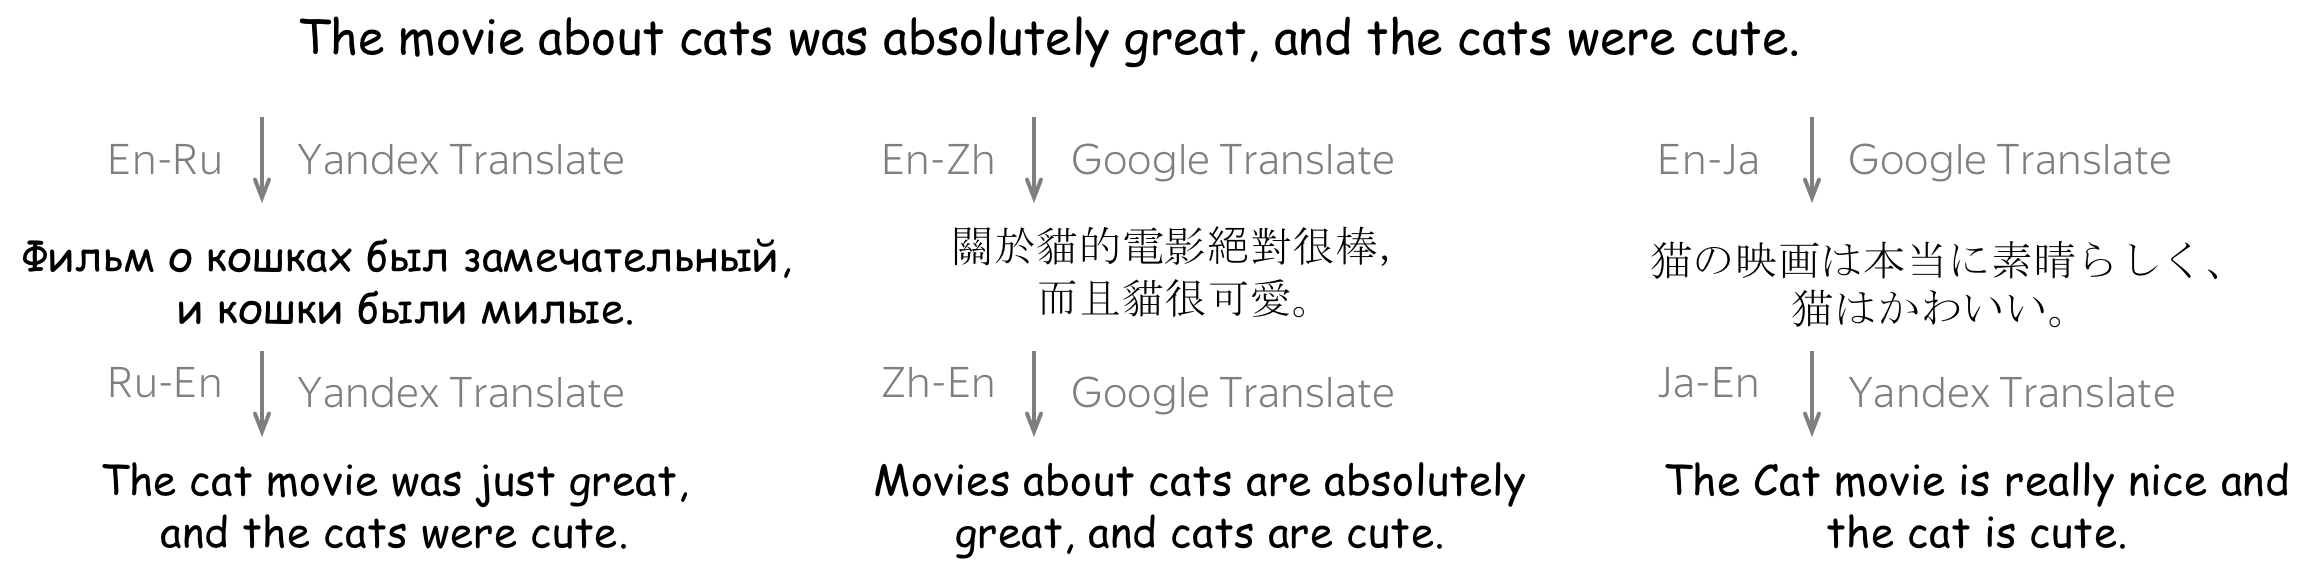 The movie about cats was absolutely great, and the cats were cute.
En-Ru
Yandex Translate
En-Zh
Google Translate
En-Ja
Google Translate
Фильм о кошках был замечательный,
и кошки были милые.
關於貓的電影絕對很棒,
而且貓很可愛。
猫の映画は本当に素晴らしく、
猫はかわいい。
Ru-En
Yandex Translate
Zh-En
Google Translate
Ja-En
Yandex Translate
The cat movie was just great,
and the cats were cute.
Movies about cats are absolutely
great, and cats are cute.
The Cat movie is really nice and
the cat is cute.